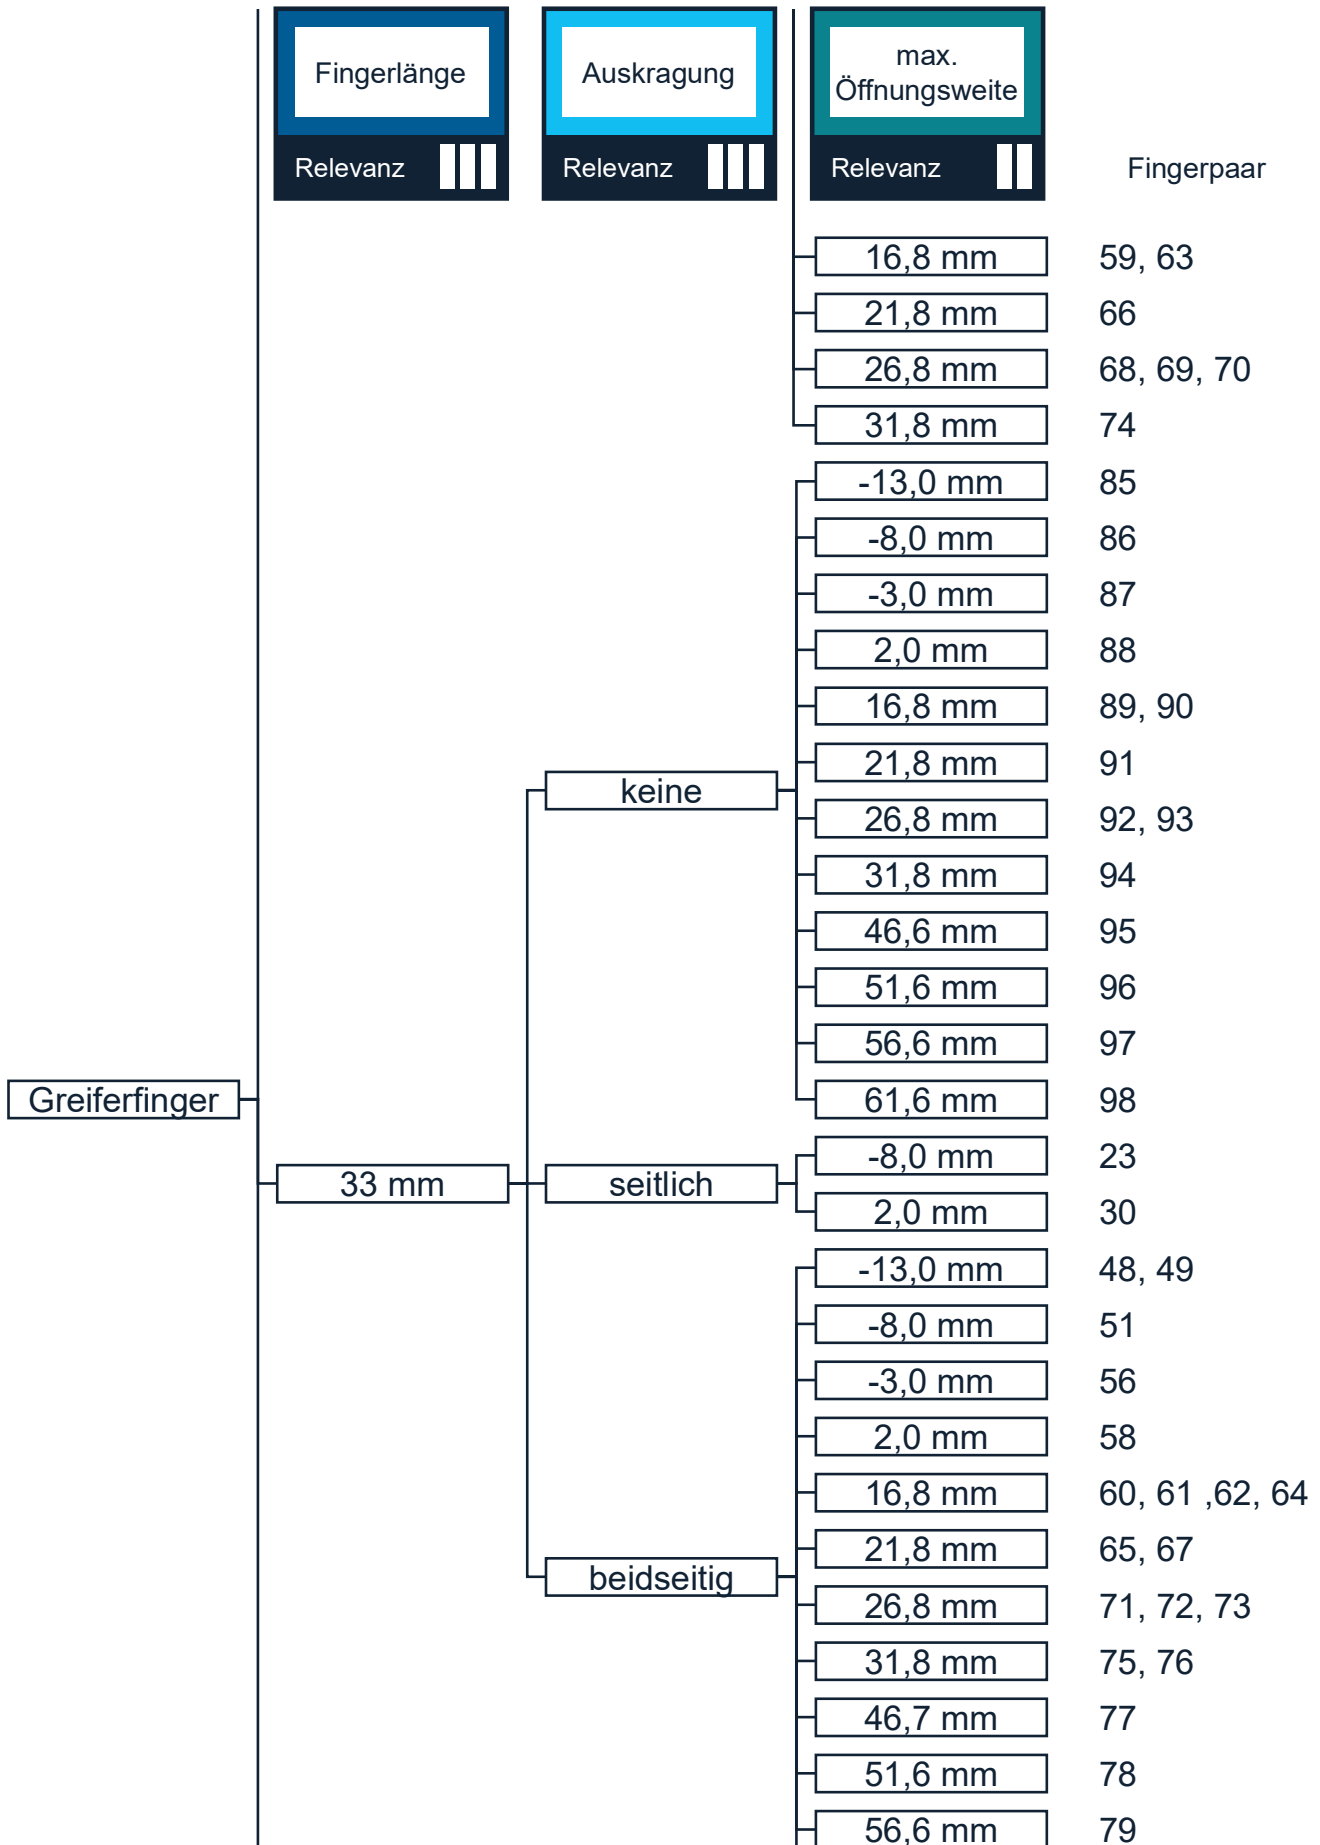 Fingerlänge
Auskragung
max.
Öffnungsweite
Relevanz
Relevanz
Relevanz
Fingerpaar
16,8 mm 59, 63
21,8 mm 66
26,8 mm 68, 69, 70
31,8 mm 74
-13,0 mm 85
-8,0 mm 86
-3,0 mm 87
2,0 mm 88
16,8 mm 89, 90
21,8 mm 91
keine
26,8 mm 92, 93
31,8 mm 94
46,6 mm 95
51,6 mm 96
56,6 mm 97
Greiferfinger
61,6 mm 98
-8,0 mm 23
33 mm
seitlich
2,0 mm 30
-13,0 mm 48, 49
-8,0 mm 51
-3,0 mm 56
2,0 mm 58
16,8 mm 60, 61 ,62, 64
21,8 mm 65, 67
beidseitig
26,8 mm 71, 72, 73
31,8 mm 75, 76
46,7 mm 77
51,6 mm 78
56,6 mm 79